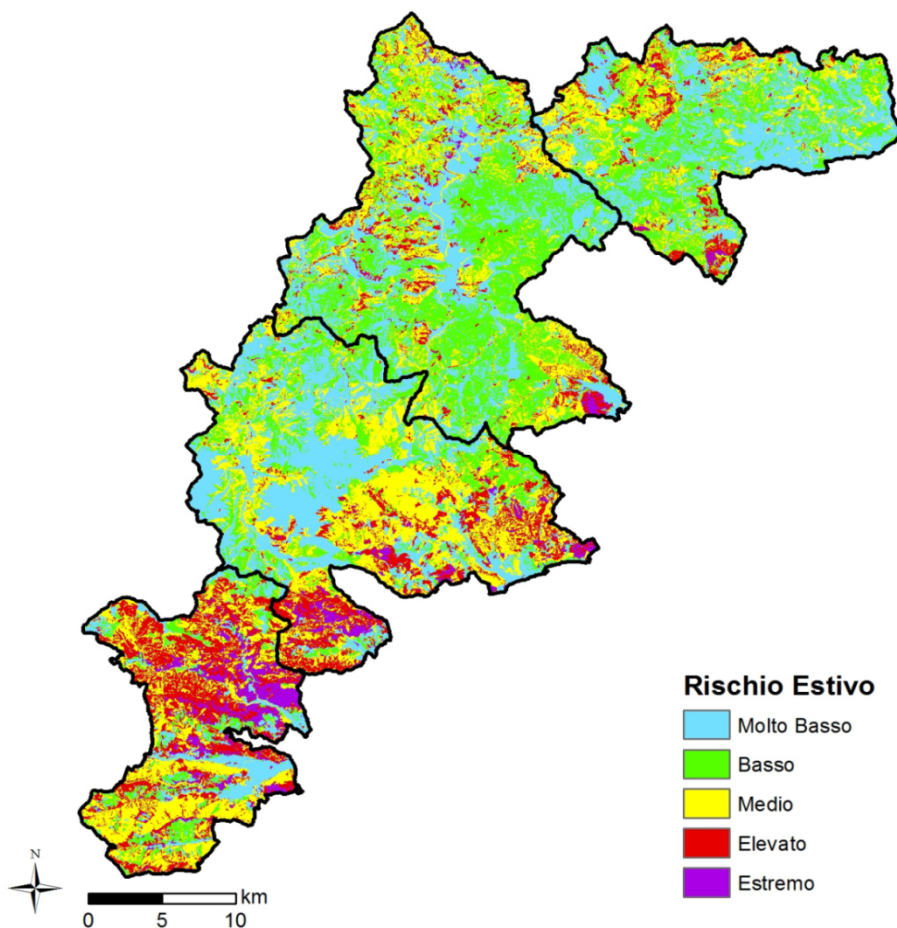 Rischio Estivo
Molto Basso
Basso
Medio
Elevato
Estremo
N
km
0 5 10